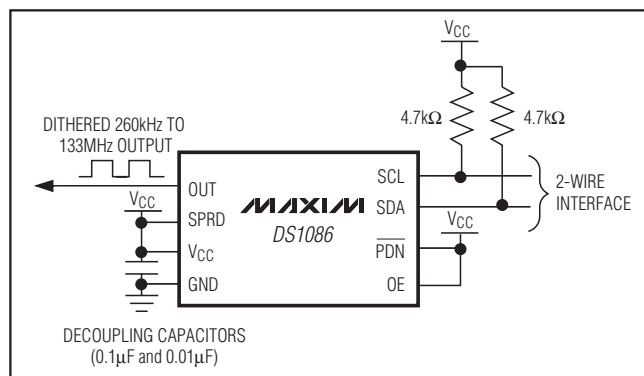 VCC
4.7kΩ
4.7kΩ
DITHERED 260kHz TO
133MHz OUTPUT
OUT
SCL
2-WIRE
INTERFACE
VCC
SPRD
MAXIM
DS1086
SDA
VCC
VCC
PDN
GND
OE
DECOUPLING CAPACITORS
(0.1μF and 0.01μF)